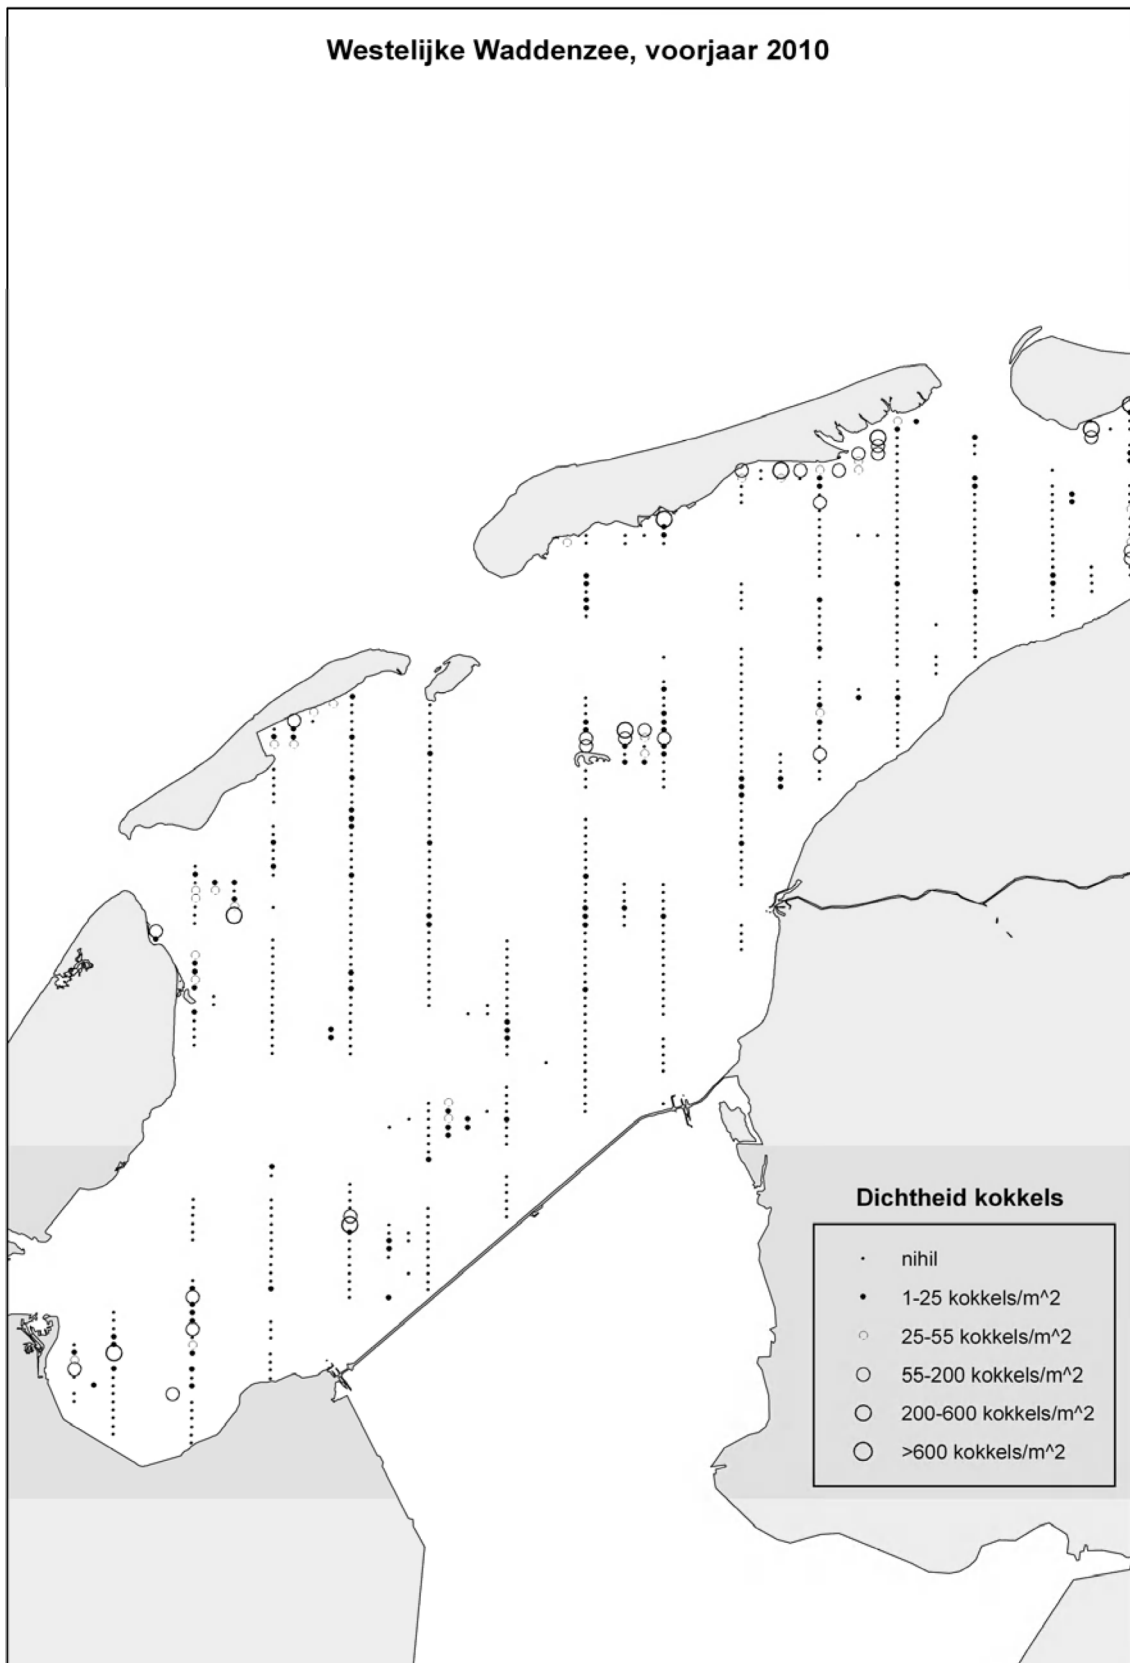 Westelijke Waddenzee, voorjaar 2010
Dichtheid kokkels
nihil
1-25 kokkels/m^2
25-55 kokkels/m^2
55-200 kokkels/m^2
200-600 kokkels/m^2
>600 kokkels/m^2